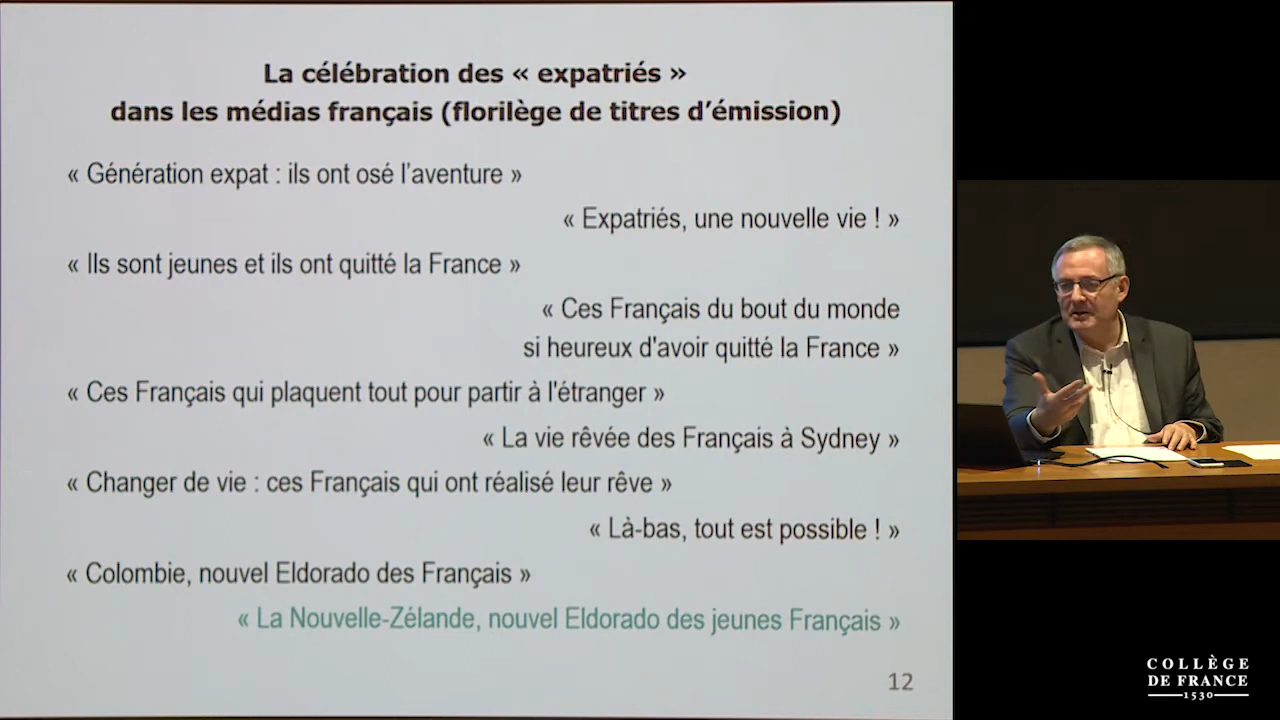 La célébration des « expatriés »
dans les médias français (florilège de titres d’émission)
« Génération expat : ils ont osé l’aventure »
« Expatriés, une nouvelle vie ! »
« Ils sont jeunes et ils ont quitté la France »
« Ces Français du bout du monde
si heureux d'avoir quitté la France »
« Ces Français qui plaquent tout pour partir à l'étranger »
« La vie rêvée des Français à Sydney »
« Changer de vie : ces Français qui ont réalisé leur rêve »
« Là-bas, tout est possible ! »
« Colombie, nouvel Eldorado des Français »
« La Nouvelle-Zélande, nouvel Eldorado des jeunes Français »
12
COLLÈGE
DE FRANCE
1530